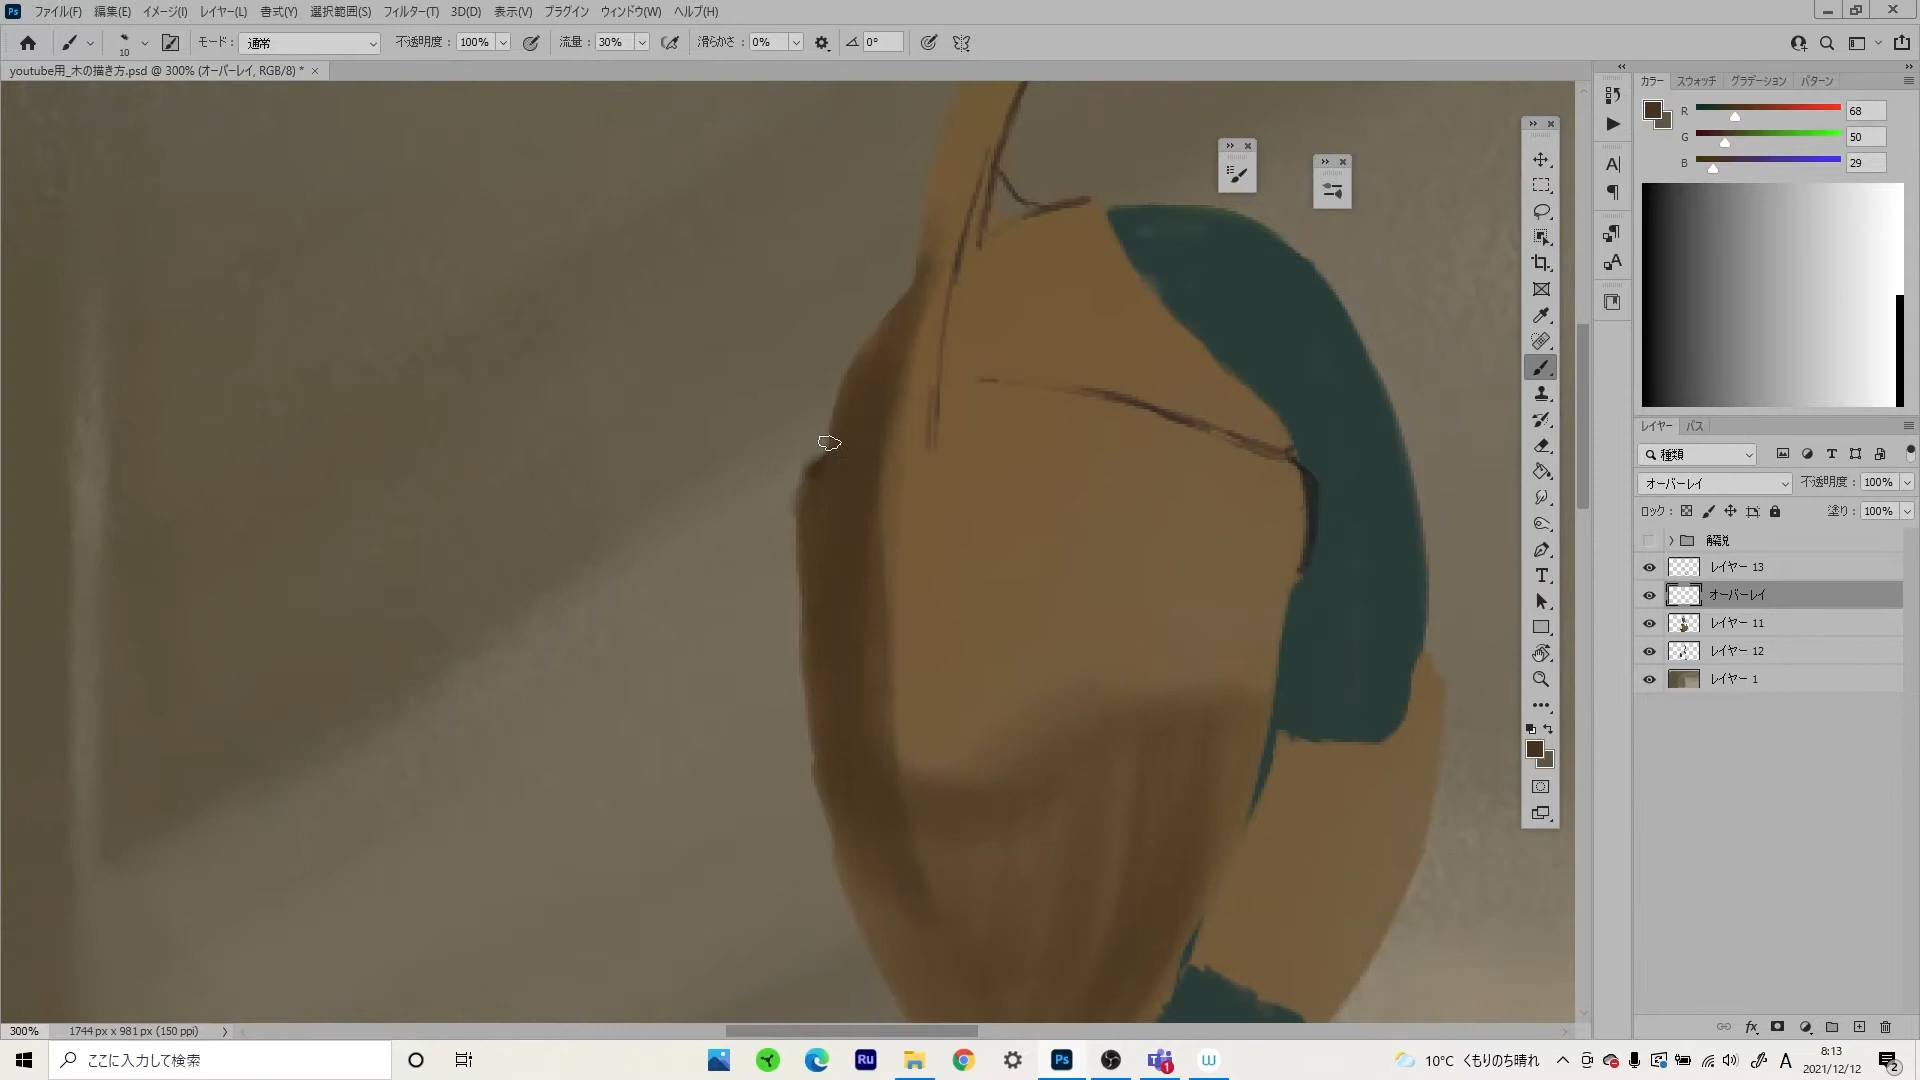 Ps ファイル(F) 編集(E) イメージ(I) レイヤー(L) 書式(Y) 選択範囲(S) フィルター(T) 3D(D) 表示(V) プラグイン ウィンドウ(W) ヘルプ(H)
10 モード: 通常 不透明度: 100% 流量: 30% 滑らかさ: 0% 0°
youtube用_木の描き方.psd @ 300% (オーバーレイ, RGB/8) *
カラー スウォッチ グラデーション パターン
R 68
G 50
B 29
レイヤー パス
種類
オーバーレイ 不透明度: 100%
ロック: 塗り: 100%
解説
レイヤー 13
オーバーレイ
レイヤー 11
レイヤー 12
レイヤー 1
300% 1744 px x 981 px (150 ppi)
ここに入力して検索
Ru Ps 1 W 10°C くもりのち晴れ A
8:13
2021/12/12
2